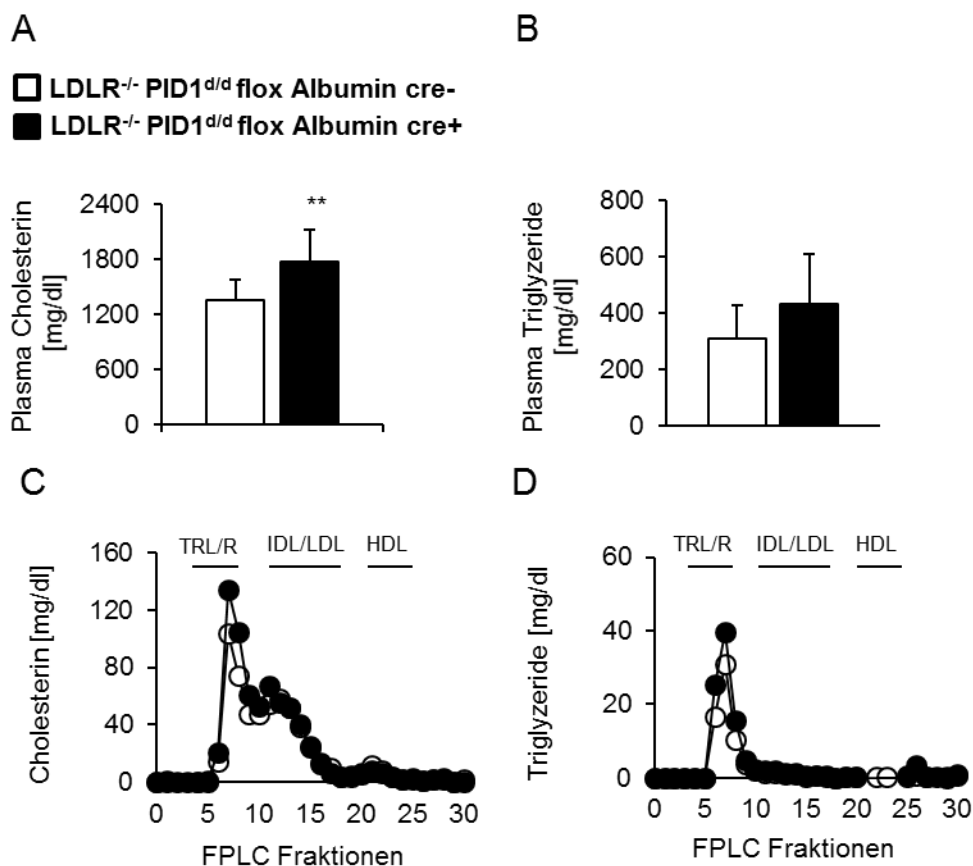 A
B
LDLR-/- PID1d/d flox Albumin cre-
LDLR-/- PID1d/d flox Albumin cre+
Plasma Cholesterin
[mg/dl]
2400
1800
1200
600
0
**
Plasma Triglyzeride
[mg/dl]
800
600
400
200
0
C
D
Cholesterin [mg/dl]
160
120
80
40
0
TRL/R IDL/LDL HDL
0 5 10 15 20 25 30
FPLC Fraktionen
Triglyzeride [mg/dl
60
40
20
0
TRL/R IDL/LDL HDL
0 5 10 15 20 25 30
FPLC Fraktionen